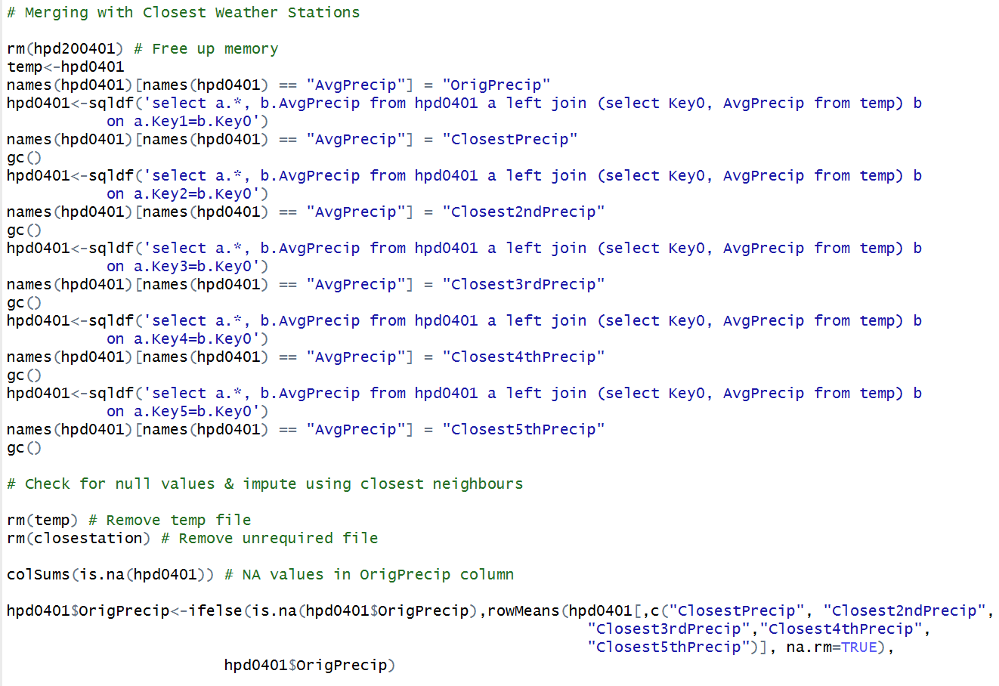 # Merging with Closest Weather Stations
rm(hpd200401) # Free up memory
temp<-hpd0401
names(hpd0401)[names(hpd0401) == "AvgPrecip"] = "OrigPrecip"
hpd0401<-sqldf('select a.*, b.AvgPrecip from hpd0401 a left join (select Key0, AvgPrecip from temp) b
on a.Key1=b.Key0')
names(hpd0401)[names(hpd0401) == "AvgPrecip"] = "ClosestPrecip"
gc()
hpd0401<-sqldf('select a.*, b.AvgPrecip from hpd0401 a left join (select Key0, AvgPrecip from temp) b
on a.Key2=b.Key0')
names(hpd0401)[names(hpd0401) == "AvgPrecip"] = "Closest2ndPrecip"
gc()
hpd0401<-sqldf('select a.*, b.AvgPrecip from hpd0401 a left join (select Key0, AvgPrecip from temp) b
on a.Key3=b.Key0')
names(hpd0401)[names(hpd0401) == "AvgPrecip"] = "Closest3rdPrecip"
gc()
hpd0401<-sqldf('select a.*, b.AvgPrecip from hpd0401 a left join (select Key0, AvgPrecip from temp) b
on a.Key4=b.Key0')
names(hpd0401)[names(hpd0401) == "AvgPrecip"] = "Closest4thPrecip"
gc()
hpd0401<-sqldf('select a.*, b.AvgPrecip from hpd0401 a left join (select Key0, AvgPrecip from temp) b
on a.Key5=b.Key0')
names(hpd0401)[names(hpd0401) == "AvgPrecip"] = "Closest5thPrecip"
gc()
# Check for null values & impute using closest neighbours
rm(temp) # Remove temp file
rm(closestation) # Remove unrequired file
colSums(is.na(hpd0401)) # NA values in OrigPrecip column
hpd0401$OrigPrecip<-ifelse(is.na(hpd0401$OrigPrecip),rowMeans(hpd0401[,c("ClosestPrecip", "Closest2ndPrecip",
"Closest3rdPrecip","Closest4thPrecip",
"Closest5thPrecip")], na.rm=TRUE),
hpd0401$OrigPrecip)